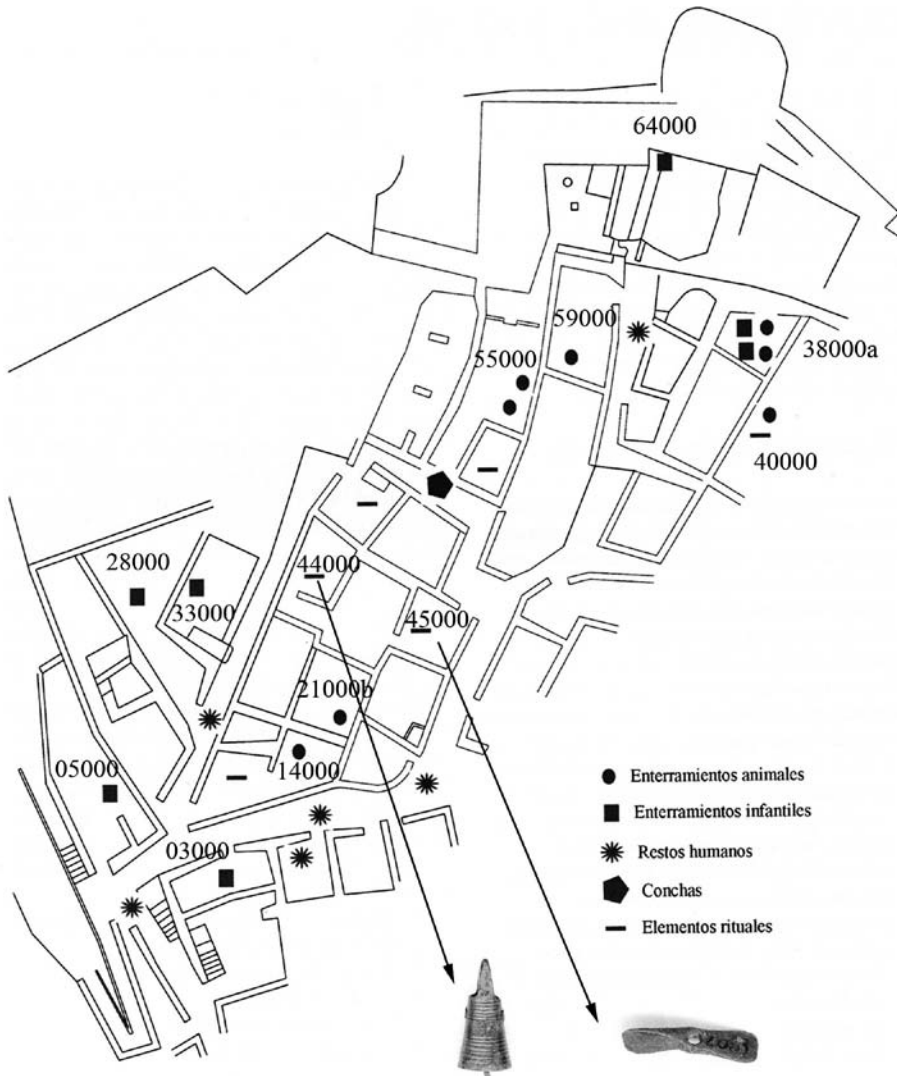 64000
59000
38000a
55000
40000
28000
44000
33000
45000
21000b
05000
14000
03000
Enterramientos animales
Enterramientos infantiles
Restos humanos
Conchas
Elementos rituales